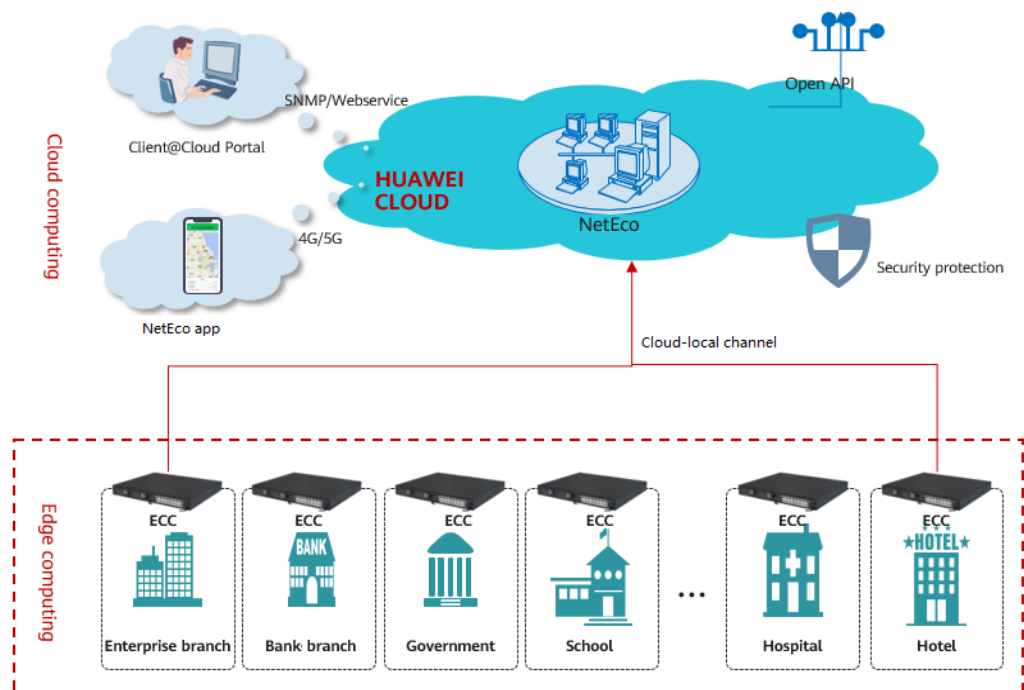 Open API
SNMP/Webservice
Client@Cloud Portal
Cloud computing
HUAWEI
CLOUD
NetEco
4G/5G
Security protection
NetEco app
Cloud-local channel
Edge computing
ECC
ECC
ECC
ECC
ECC
ECC
BANK
HOTEL
...
Enterprise branch
Bank branch
Government
School
Hospital
Hotel